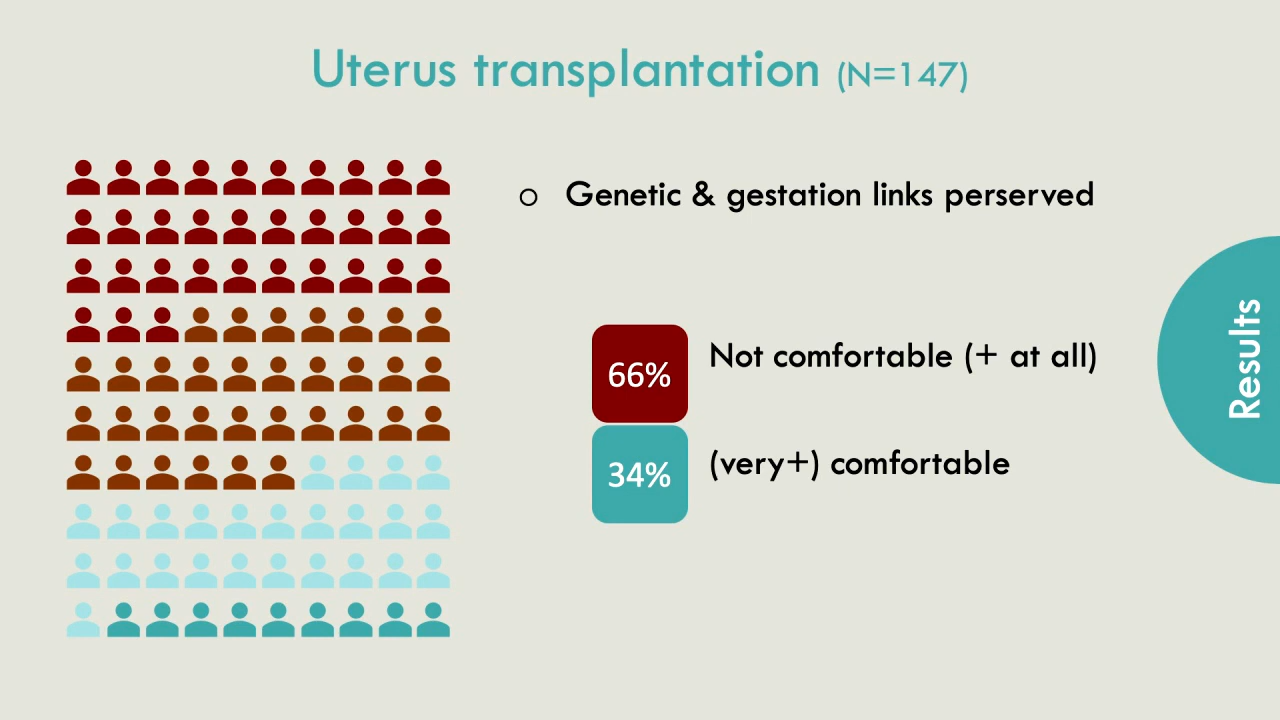 Uterus transplantation (N=147)
o Genetic & gestation links perserved
66% Not comfortable (+ at all)
34% (very+) comfortable
Results